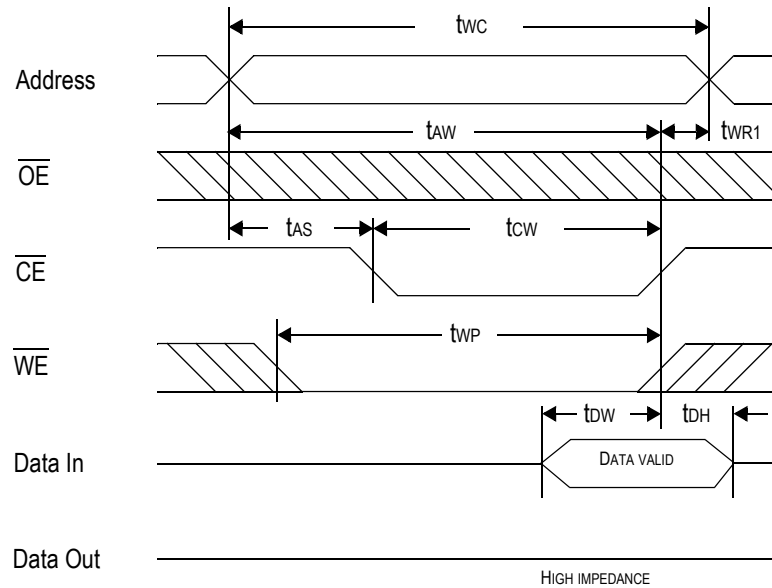 tWC
Address
tAW
tWR1
OE
tAS
tCW
CE
tWP
WE
tDW
tDH
Data In
DATA VALID
Data Out
HIGH IMPEDANCE